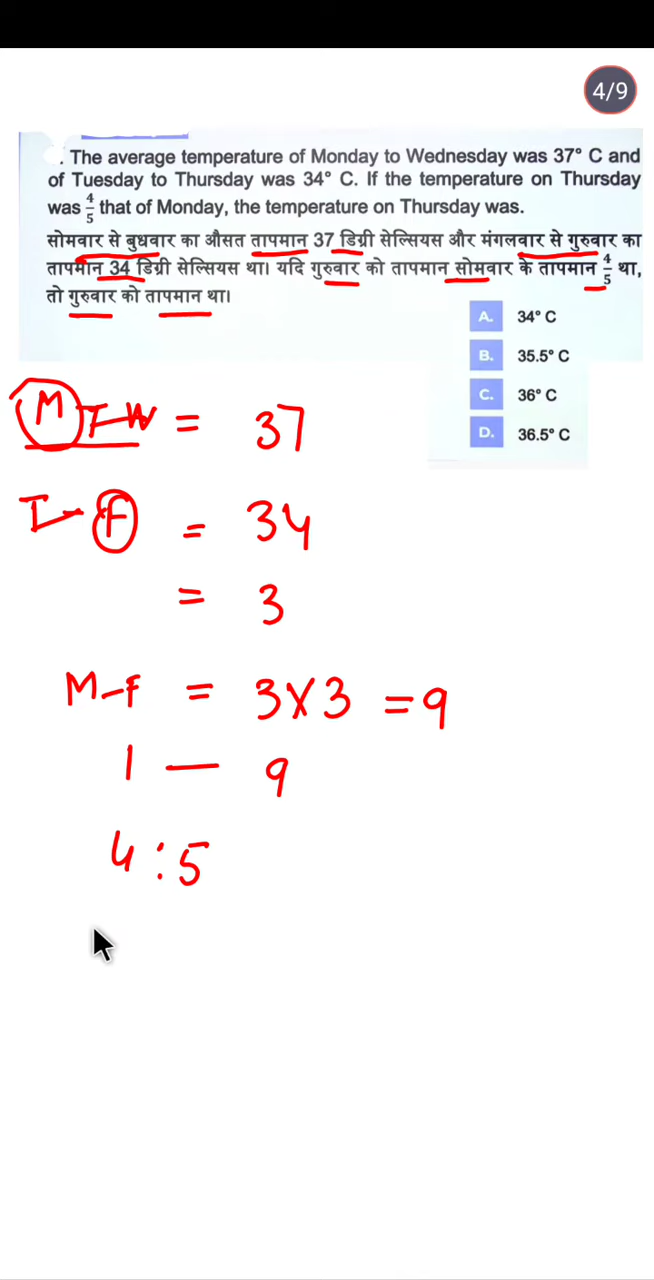 4/9
. The average temperature of Monday to Wednesday was 37° C and
of Tuesday to Thursday was 34° C. If the temperature on Thursday
was 4/5 that of Monday, the temperature on Thursday was.
सोमवार से बुधवार का औसत तापमान 37 डिग्री सेल्सियस और मंगलवार से गुरुवार का
तापमान 34 डिग्री सेल्सियस था। यदि गुरुवार को तापमान सोमवार के तापमान 4/5 था,
तो गुरुवार को तापमान था।
A. 34° C
B. 35.5° C
C. 36° C
D. 36.5° C
M T-W = 37
T-F = 34
= 3
M-F = 3×3 = 9
1 — 9
4:5